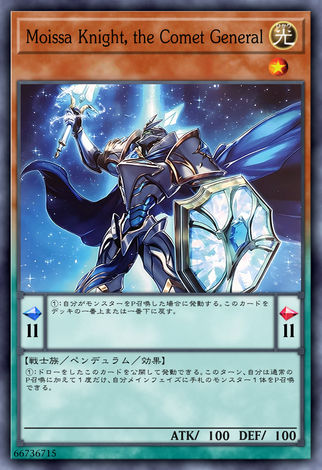 Moissa Knight, the Comet General
光
①:自分がモンスターをP召喚した場合に発動する。このカードを
デッキの一番上または一番下に戻す。
11
11
【戦士族／ペンデュラム／効果】
①:ドローをしたこのカードを公開して発動できる。このターン、自分は通常の
P召喚に加えて1度だけ、自分メインフェイズに手札のモンスター1体をP召喚
できる。
ATK/ 100 DEF/ 100
66736715